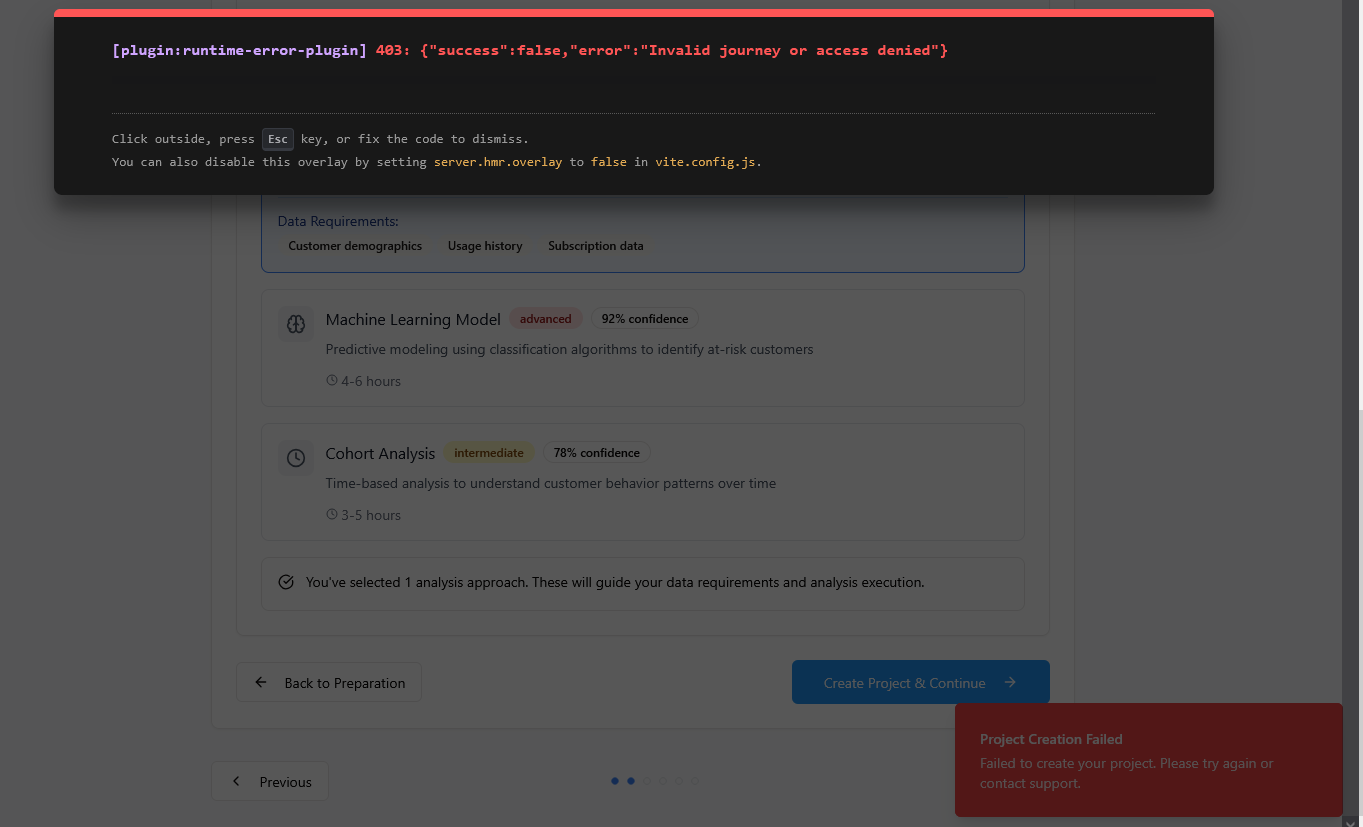 [plugin:runtime-error-plugin] 403: {"success":false,"error":"Invalid journey or access denied"}
Click outside, press Esc key, or fix the code to dismiss.
You can also disable this overlay by setting server.hmr.overlay to false in vite.config.js.
Data Requirements:
Customer demographics Usage history Subscription data
Machine Learning Model advanced 92% confidence
Predictive modeling using classification algorithms to identify at-risk customers
4-6 hours
Cohort Analysis intermediate 78% confidence
Time-based analysis to understand customer behavior patterns over time
3-5 hours
You've selected 1 analysis approach. These will guide your data requirements and analysis execution.
Back to Preparation
Create Project & Continue
Project Creation Failed
Failed to create your project. Please try again or
contact support.
Previous